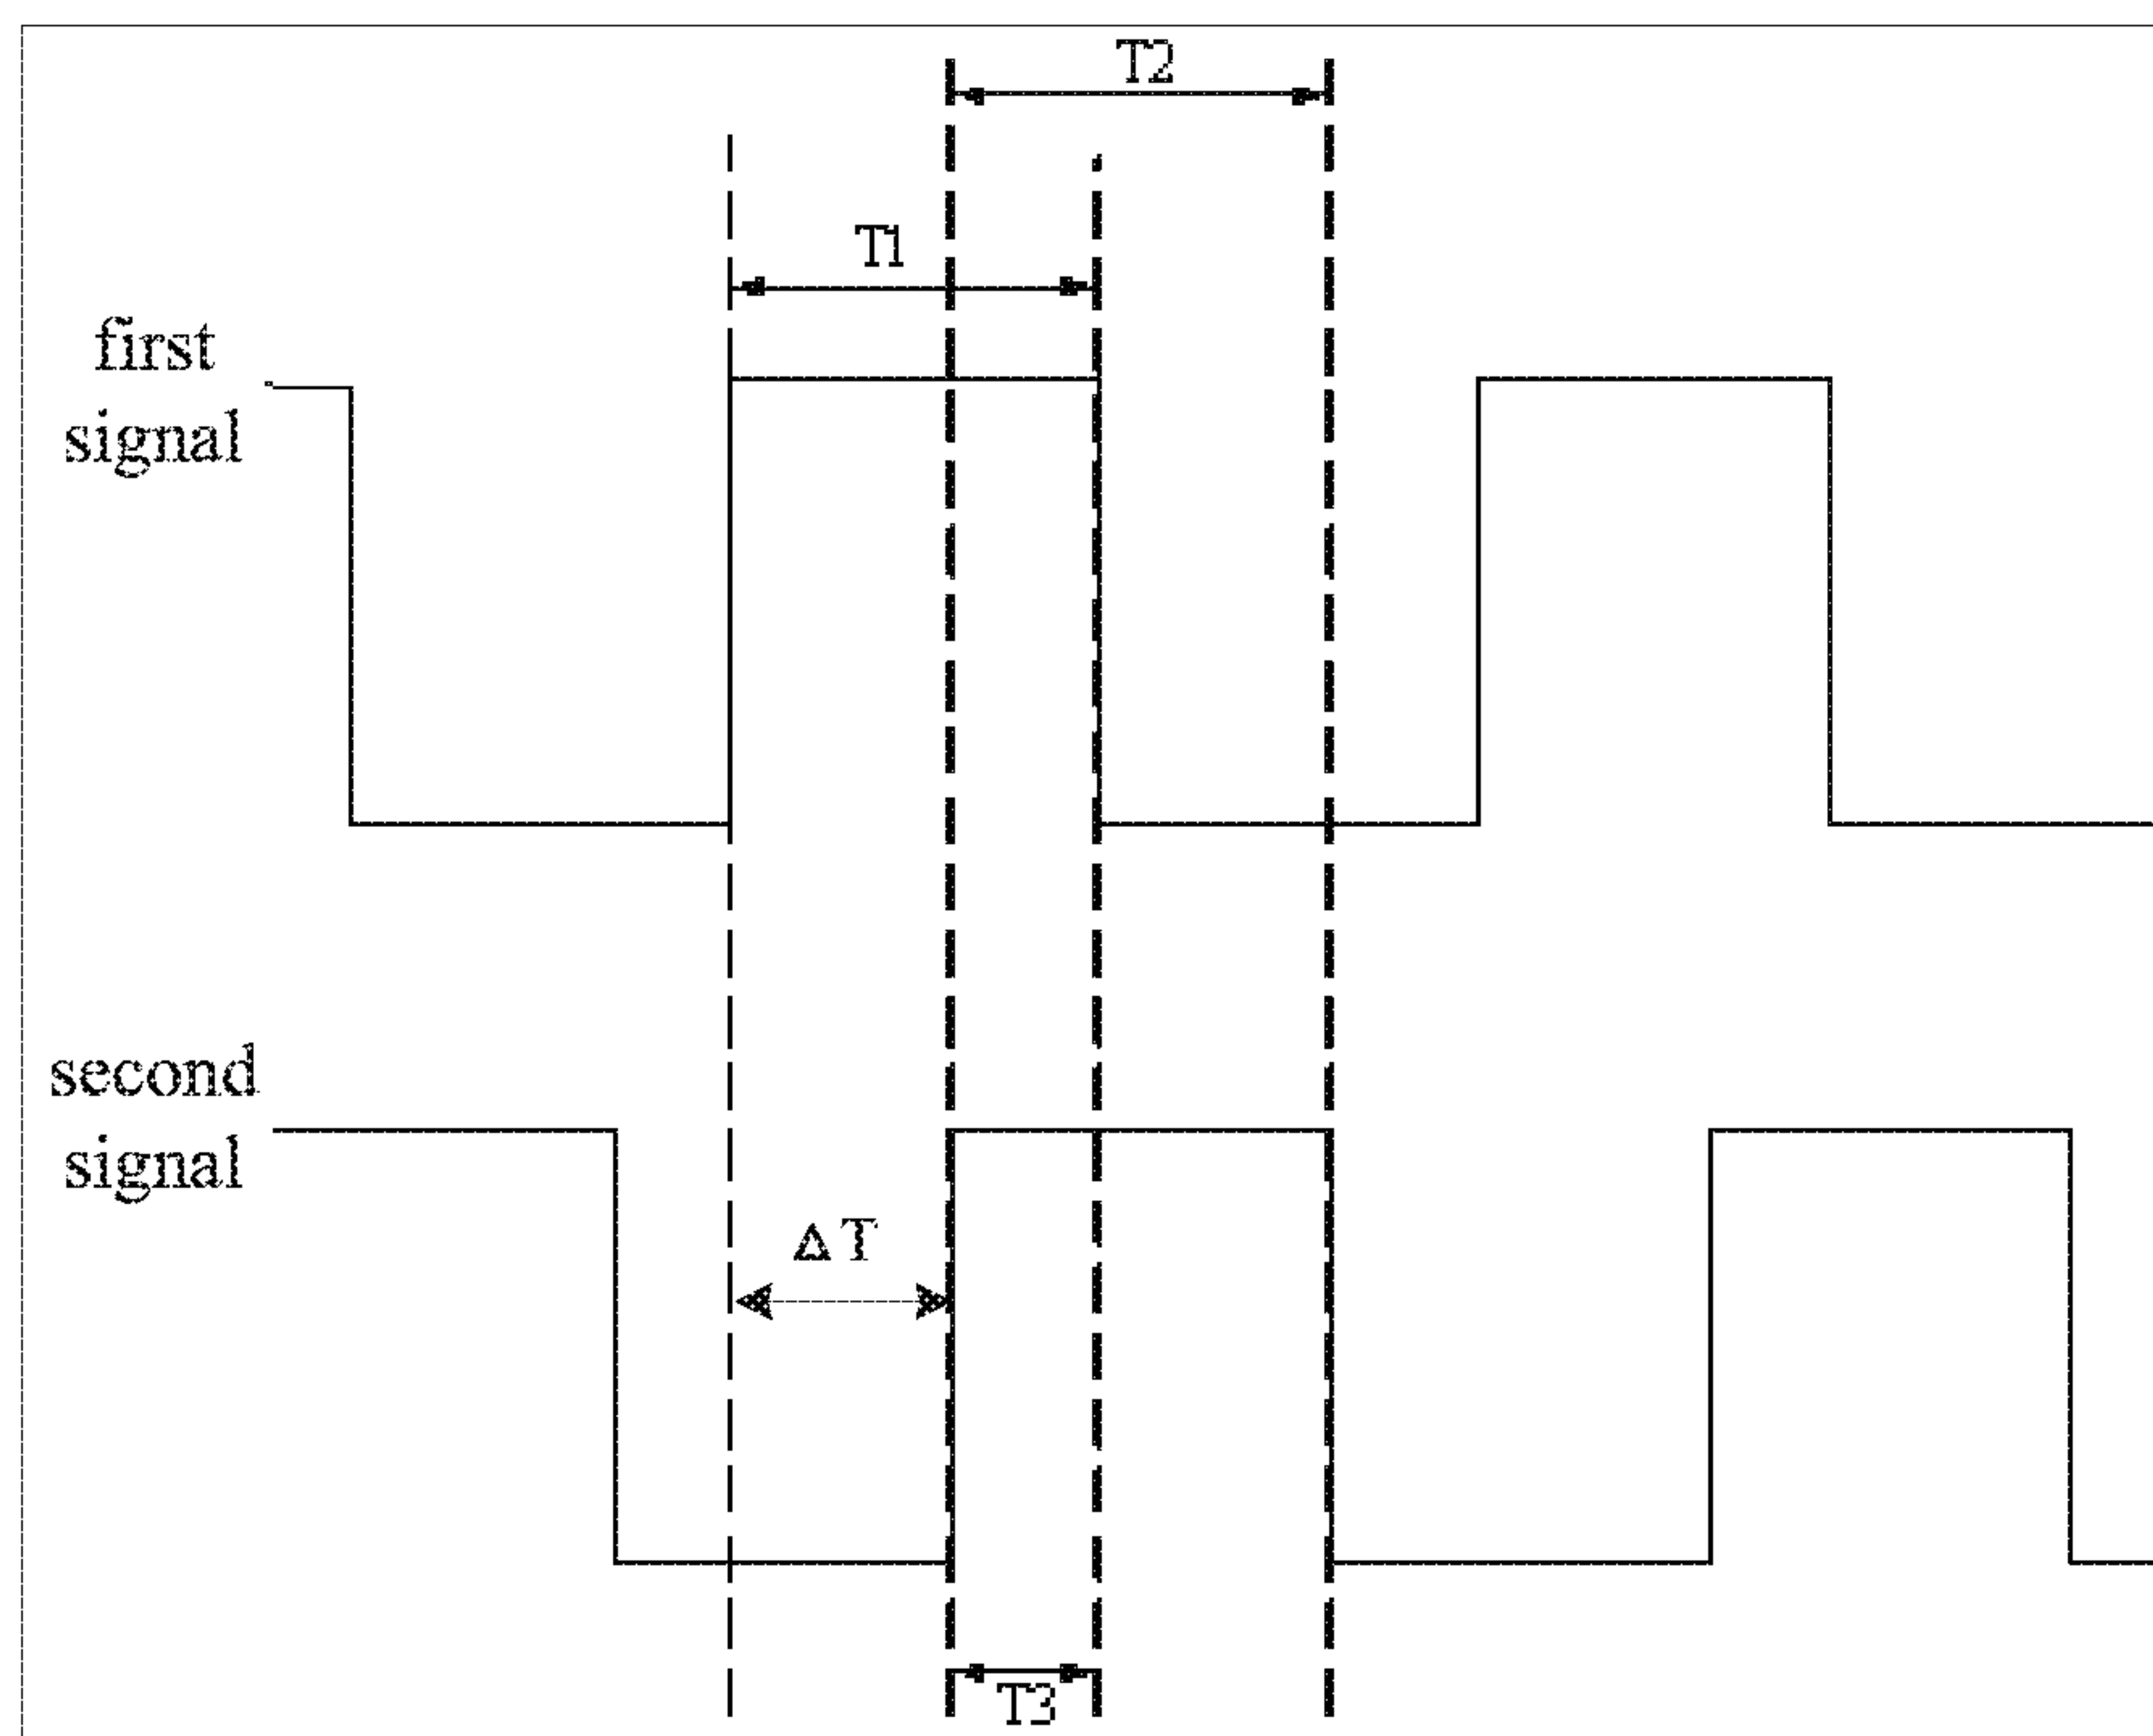 T2
T1
first
signal
second
signal
ΔT
T3